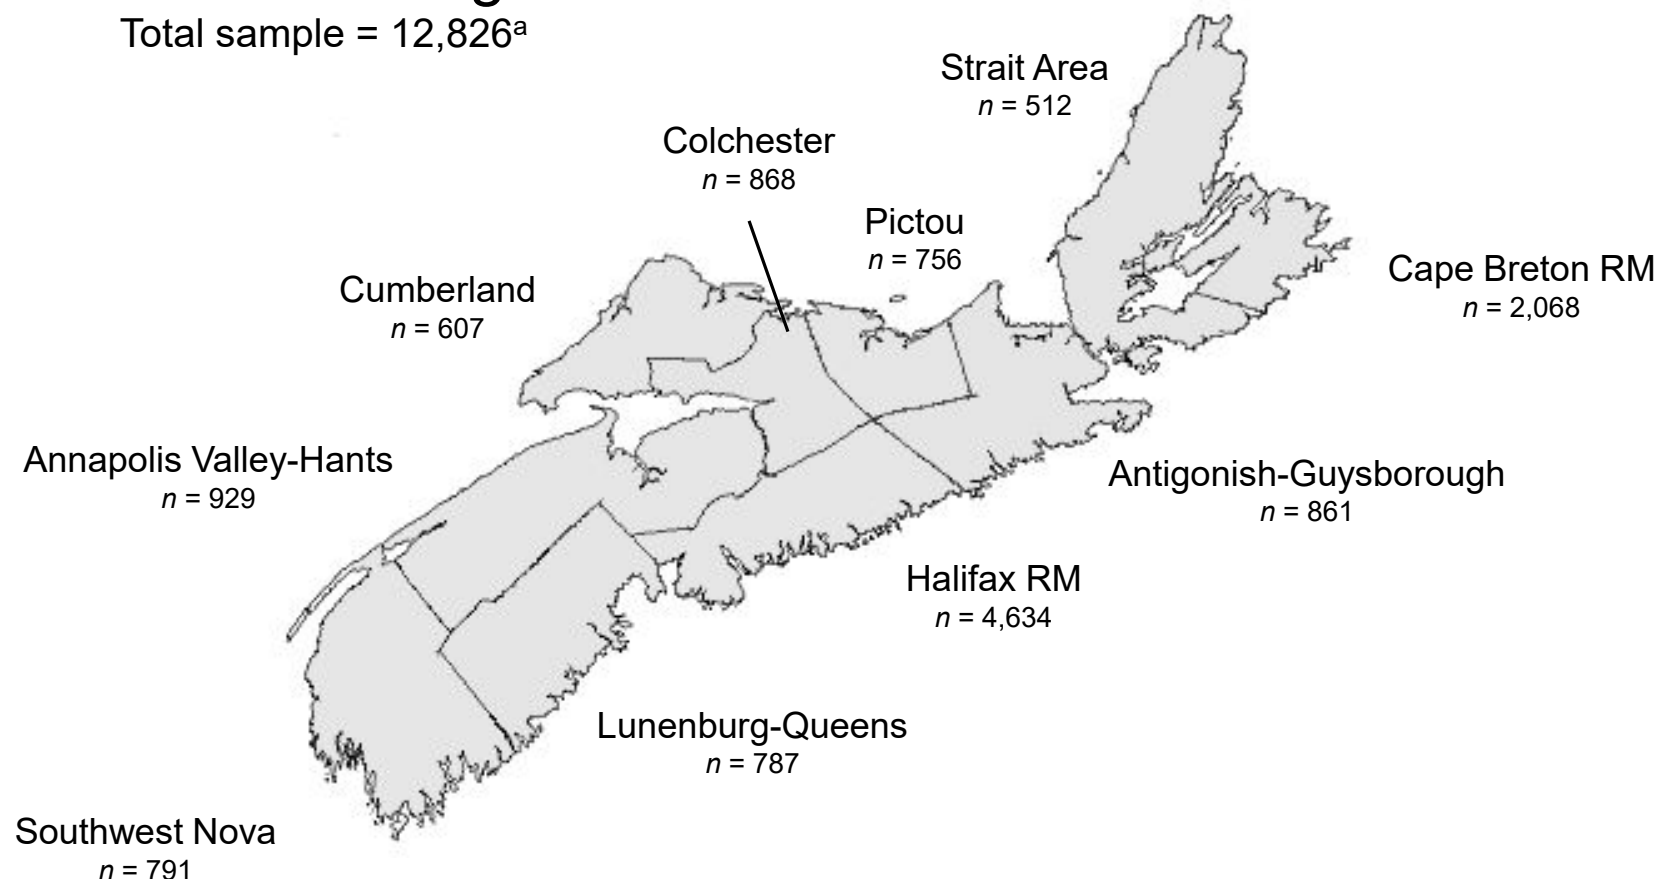 Total sample = 12,826ᵃ
Strait Area
n = 512
Colchester
n = 868
Pictou
n = 756
Cape Breton RM
n = 2,068
Cumberland
n = 607
Annapolis Valley-Hants
n = 929
Antigonish-Guysborough
n = 861
Halifax RM
n = 4,634
Lunenburg-Queens
n = 787
Southwest Nova
n = 791